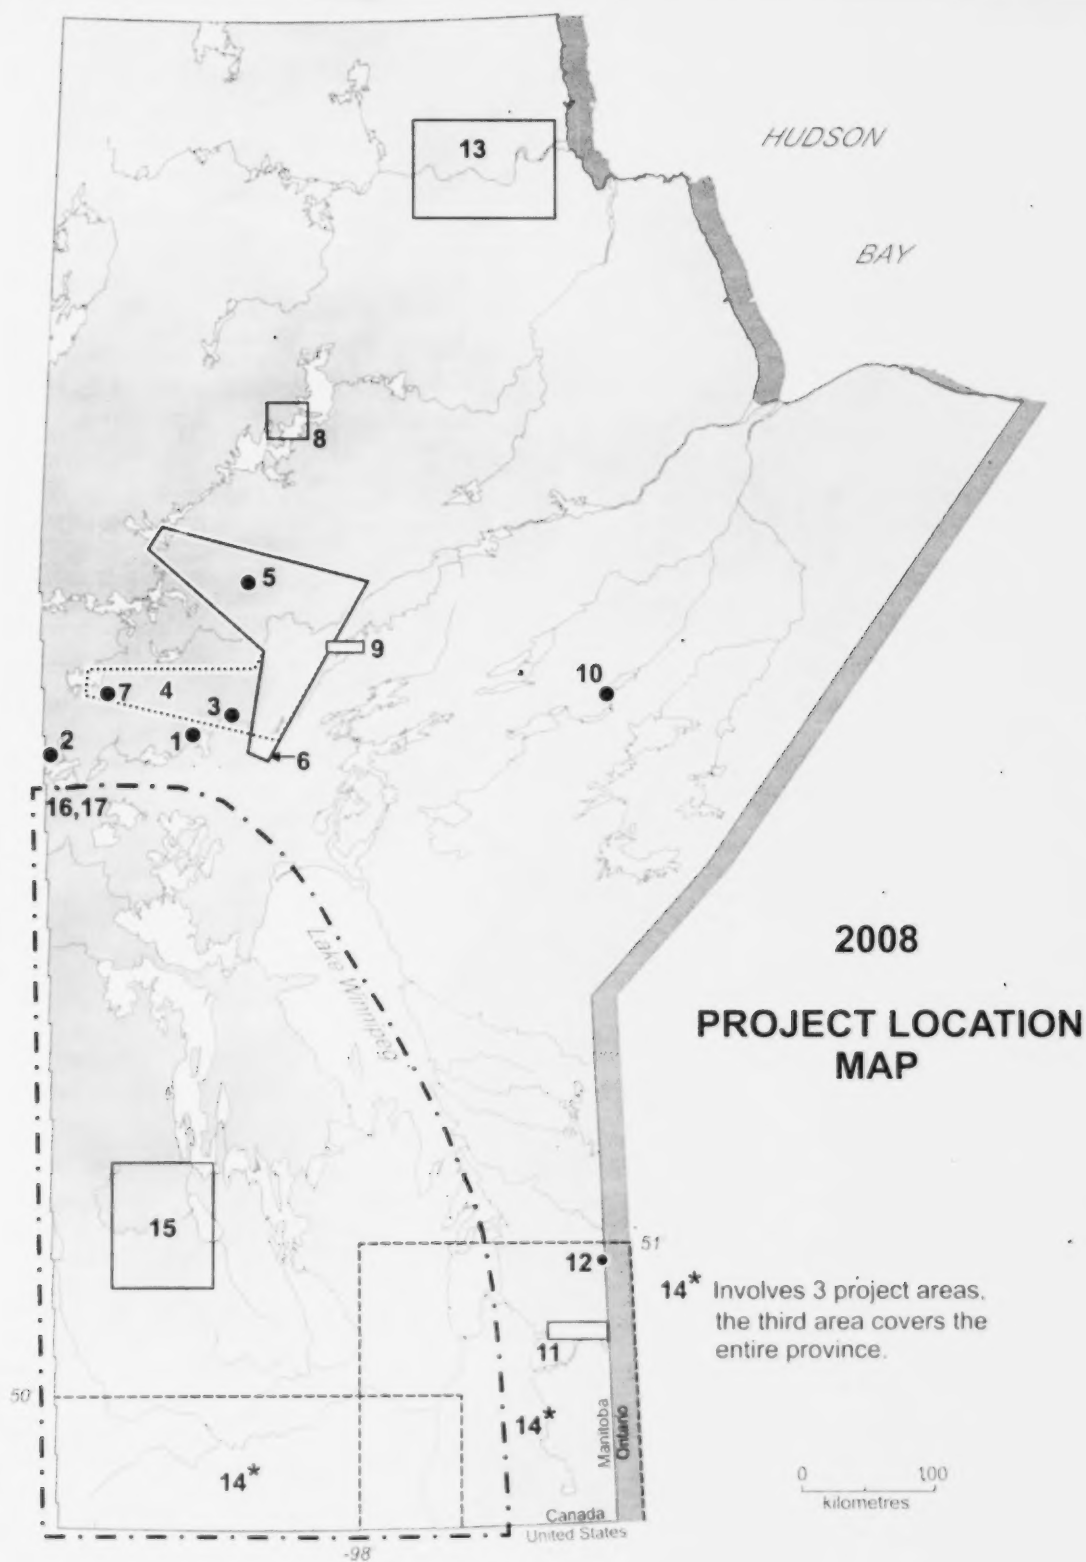 HUDSON
BAY
13
8
5
9
10
7
4
3
1
2
6
16,17
Lake Winnipeg
2008
PROJECT LOCATION
MAP
15
51
12
14* Involves 3 project areas,
the third area covers the
entire province.
11
50
14*
14*
Manitoba
Ontario
0 100
kilometres
Canada
United States
-98